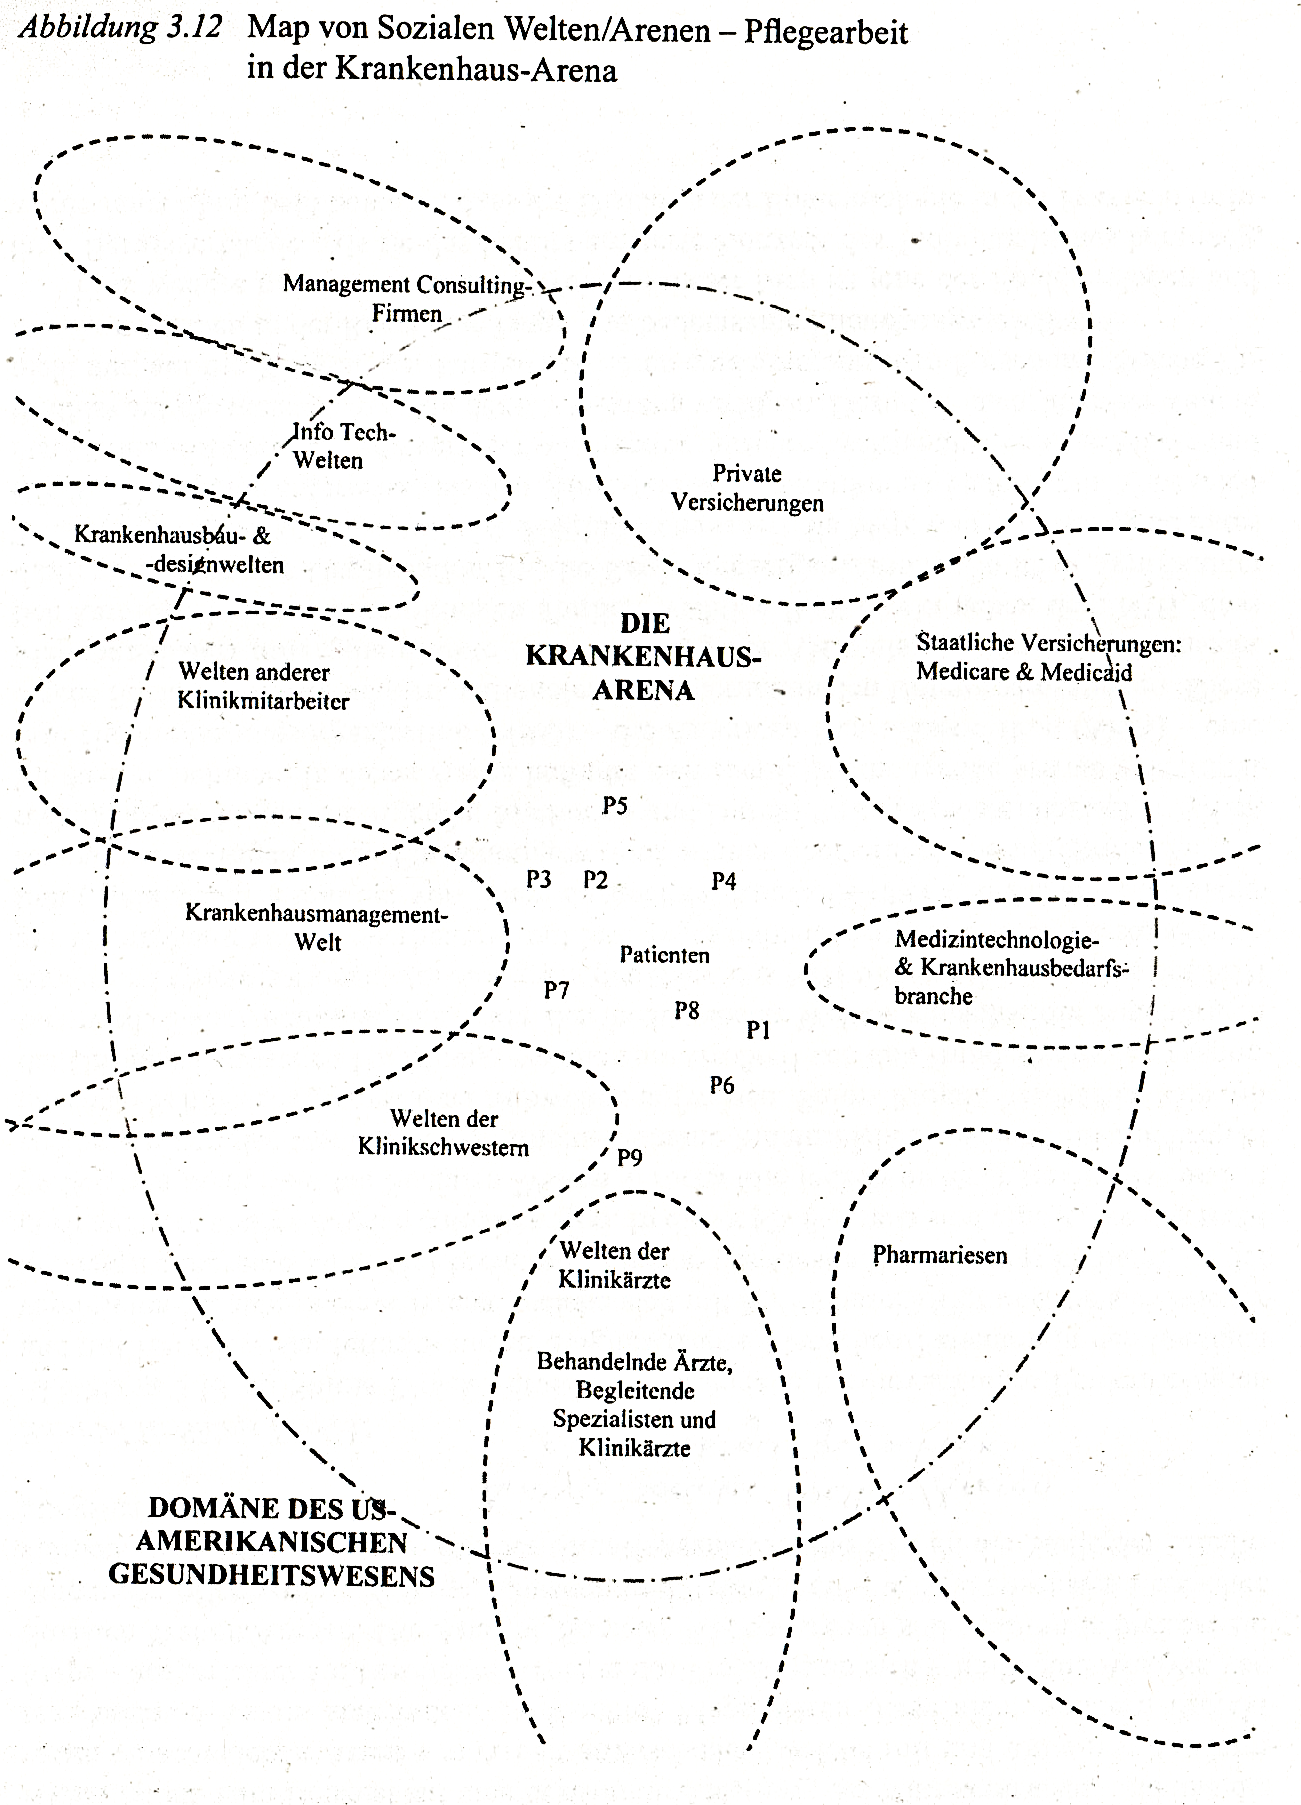 Abbildung 3.12 Map von Sozialen Welten/Arenen – Pflegearbeit
in der Krankenhaus-Arena
Management Consulting-
Firmen
Info Tech-
Welten
Private
Versicherungen
Krankenhausbau- &
-designwelten
DIE
KRANKENHAUS-
ARENA
Staatliche Versicherungen:
Medicare & Medicaid
Welten anderer
Klinikmitarbeiter
P5
P3 P2 P4
Krankenhausmanagement-
Welt
Patienten
Medizintechnologie-
& Krankenhausbedarfs-
branche
P7
P8
P1
P6
Welten der
Klinikschwestern
P9
Welten der
Klinikärzte
Pharmariesen
Behandelnde Ärzte,
Begleitende
Spezialisten und
Klinikärzte
DOMÄNE DES US-
AMERIKANISCHEN
GESUNDHEITSWESENS